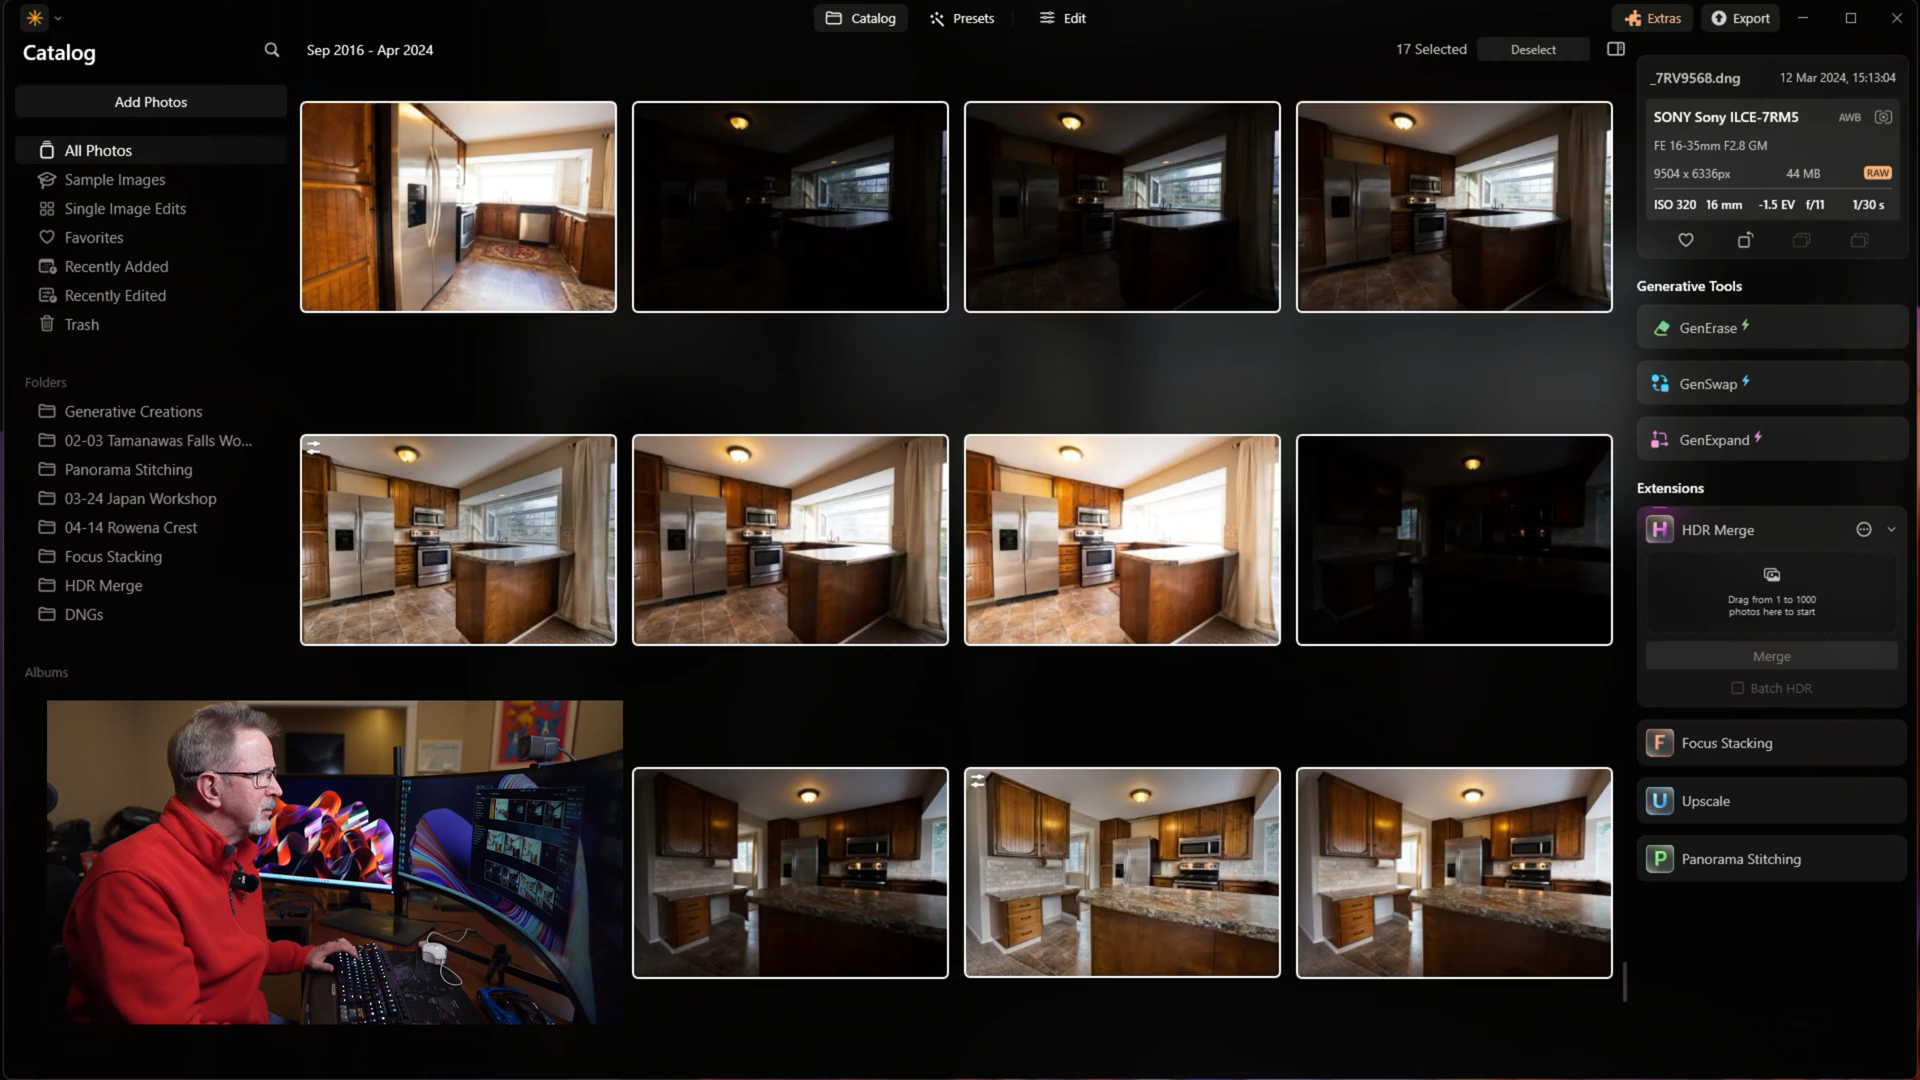 Catalog
Presets
Edit
Extras
Export
Catalog
Sep 2016 - Apr 2024
17 Selected
Deselect
Add Photos
All Photos
Sample Images
Single Image Edits
Favorites
Recently Added
Recently Edited
Trash
Folders
Generative Creations
02-03 Tamanawas Falls Wo...
Panorama Stitching
03-24 Japan Workshop
04-14 Rowena Crest
Focus Stacking
HDR Merge
DNGs
Albums
_7RV9568.dng 12 Mar 2024, 15:13:04
SONY Sony ILCE-7RM5 AWB
FE 16-35mm F2.8 GM
9504 x 6336px 44 MB RAW
ISO 320 16 mm -1.5 EV f/11 1/30 s
Generative Tools
GenErase
GenSwap
GenExpand
Extensions
H HDR Merge
Drag from 1 to 1000
photos here to start
Merge
Batch HDR
F Focus Stacking
U Upscale
P Panorama Stitching